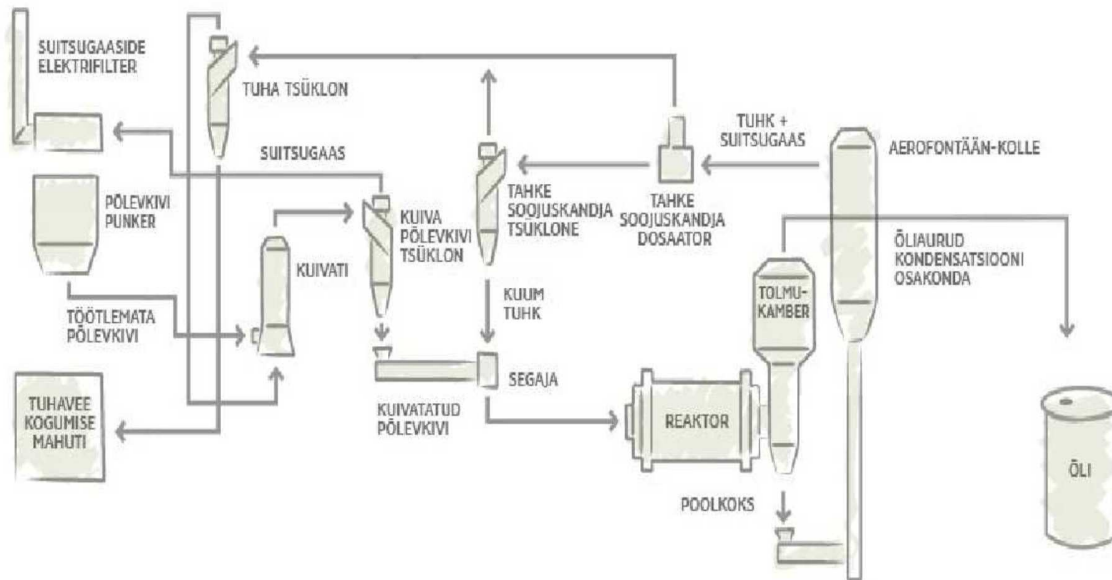 SUITSUGAASIDE
ELEKTRIFILTER
TUHA TSÜKLON
SUITSUGAAS
PÕLEVKIVI
PUNKER
KUIVATI
KUIVA
PÕLEVKIVI
TSÜKLON
TAHKE
SOOJUSKANDJA
TSÜKLONE
TAHKE
SOOJUSKANDJA
DOSAATOR
TUHK +
SUITSUGAAS
AEROFONTÄÄN-KOLLE
ÕLIAURUD
KONDENSATSIOONI
OSAKONDA
TOLMU-
KAMBER
TÖÖTLEMATA
PÕLEVKIVI
KUUM
TUHK
SEGAJA
TUHAVEE
KOGUMISE
MAHUTI
KUIVATATUD
PÕLEVKIVI
REAKTOR
POOLKOKS
ÕLI